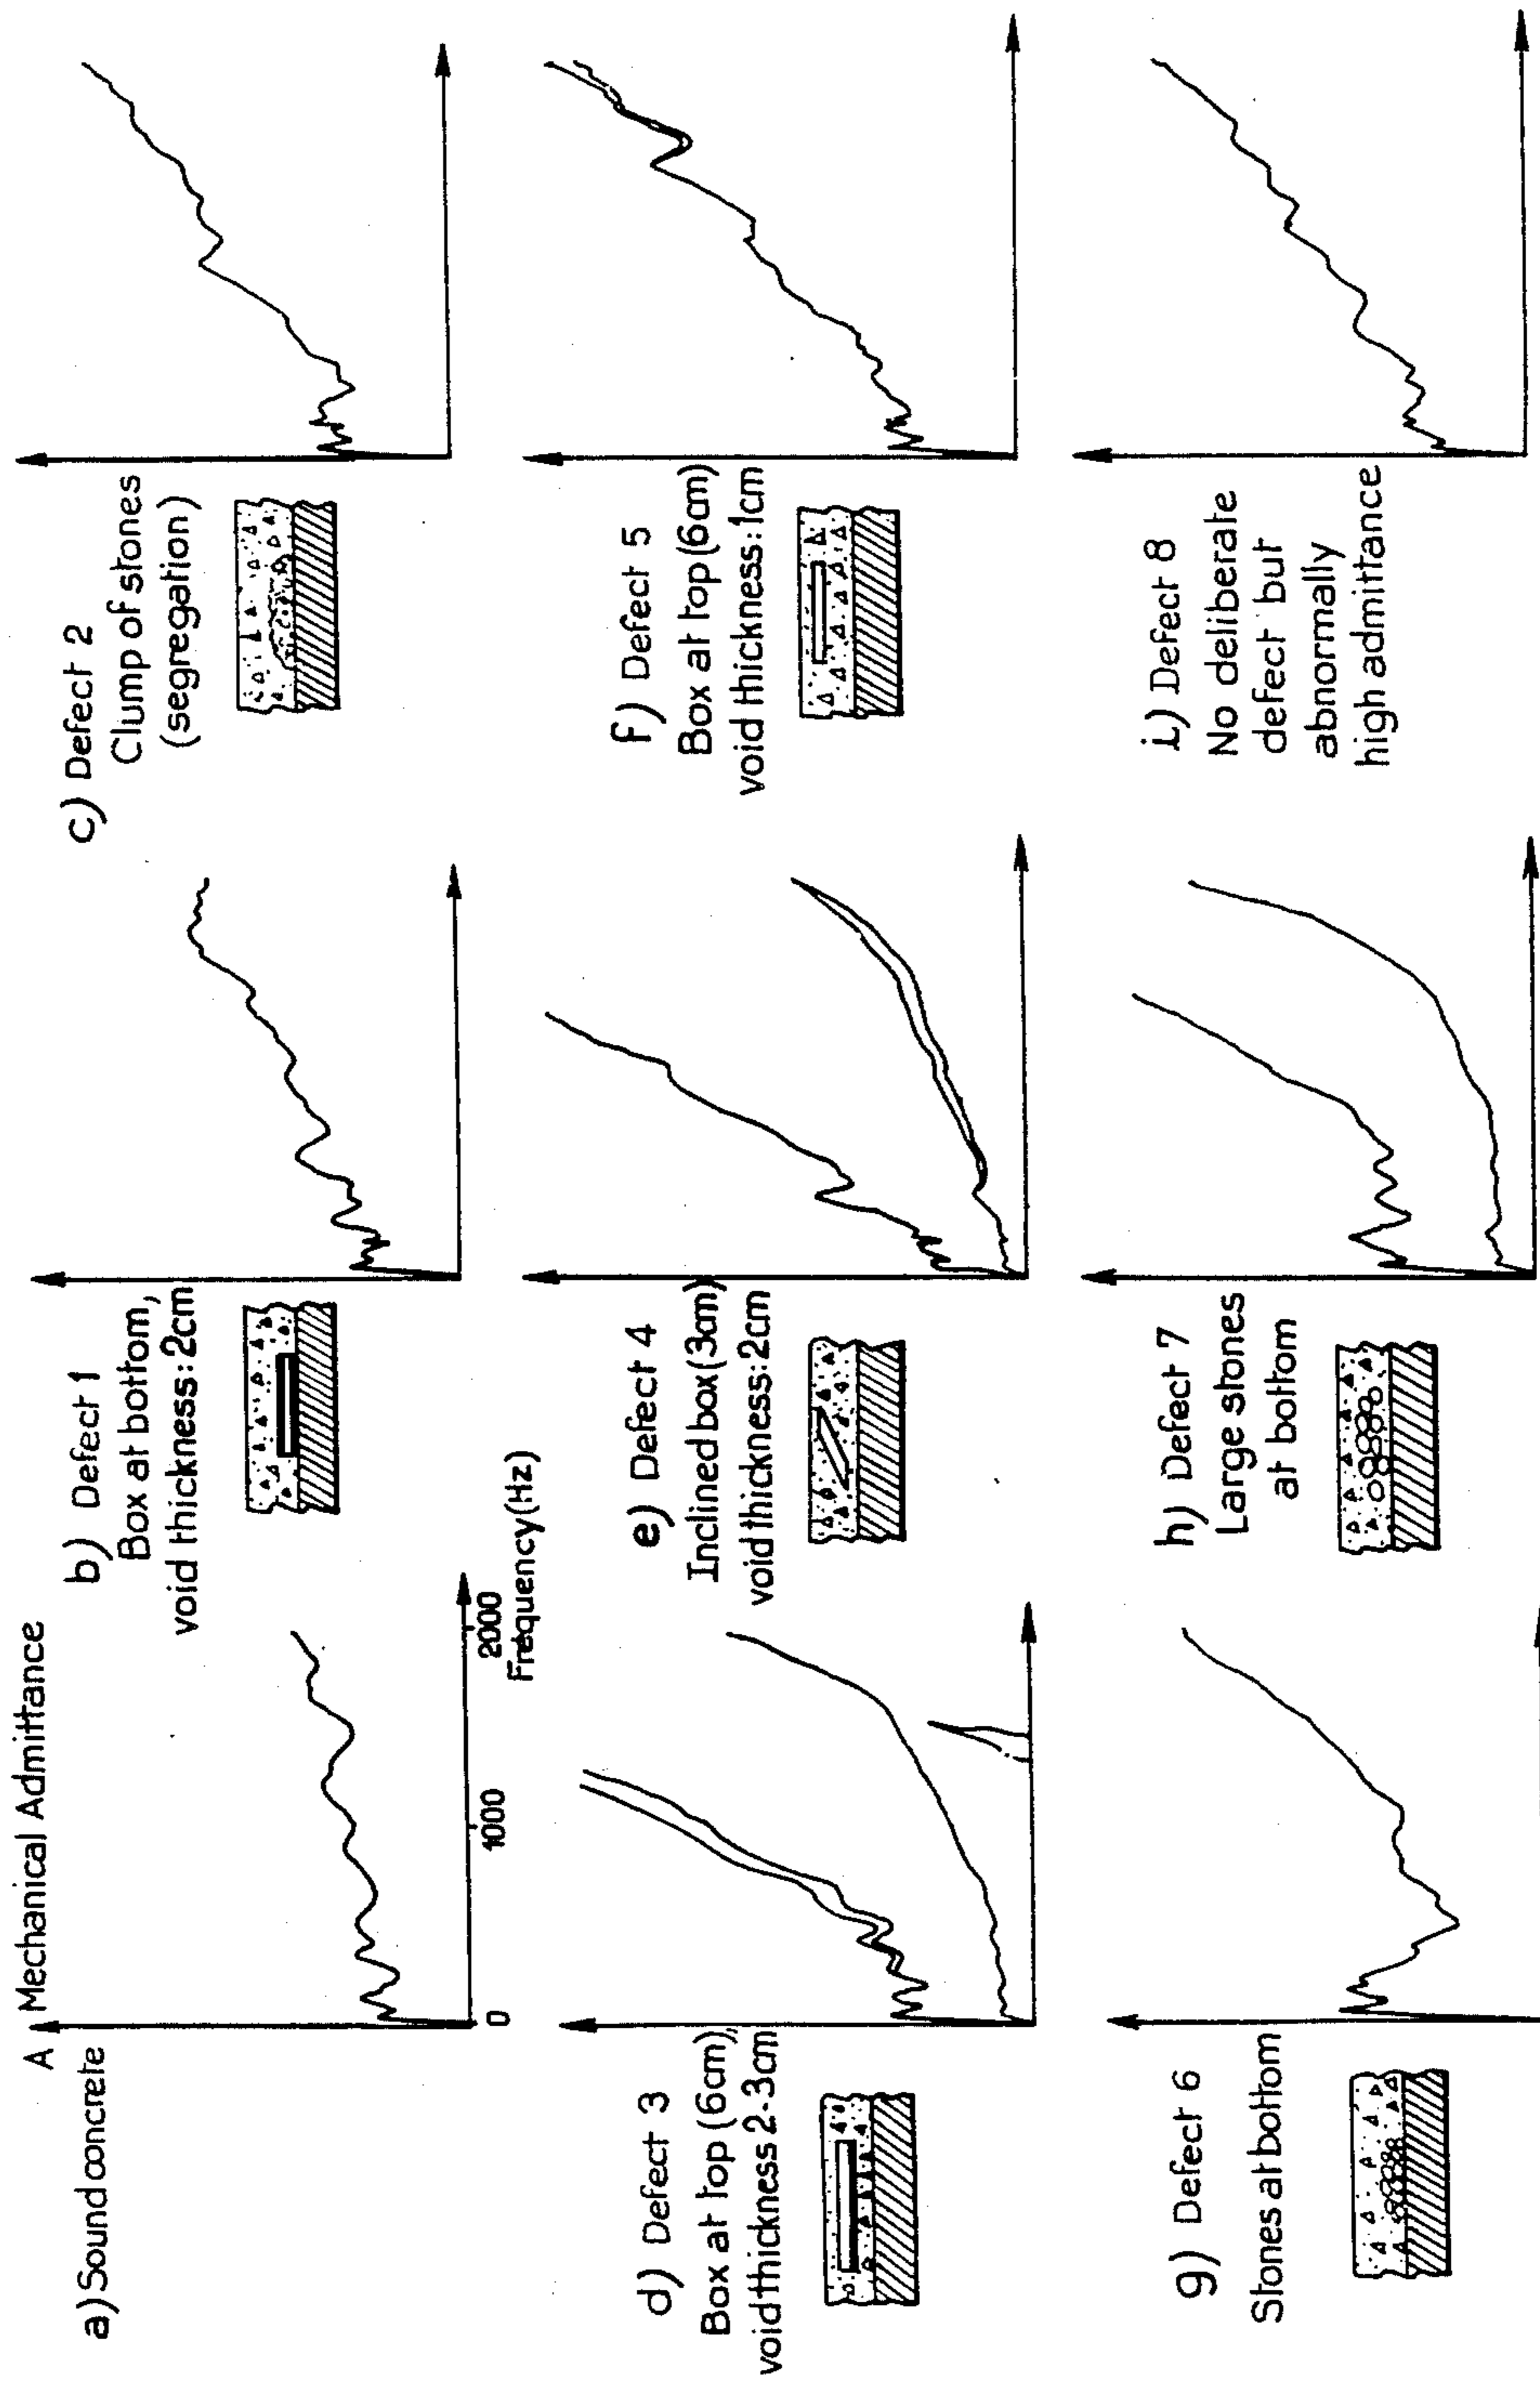 A Mechanical Admittance
a) Sound concrete
0
1000
2000
Frequency (Hz)
b) Defect 1
Box at bottom,
void thickness: 2cm
c) Defect 2
Clump of stones
(segregation)
d) Defect 3
Box at top (6cm),
void thickness 2-3cm
e) Defect 4
Inclined box (3cm)
void thickness: 2cm
f) Defect 5
Box at top (6cm)
void thickness: 1cm
g) Defect 6
Stones at bottom
h) Defect 7
Large stones
at bottom
i) Defect 8
No deliberate
defect but
abnormally
high admittance